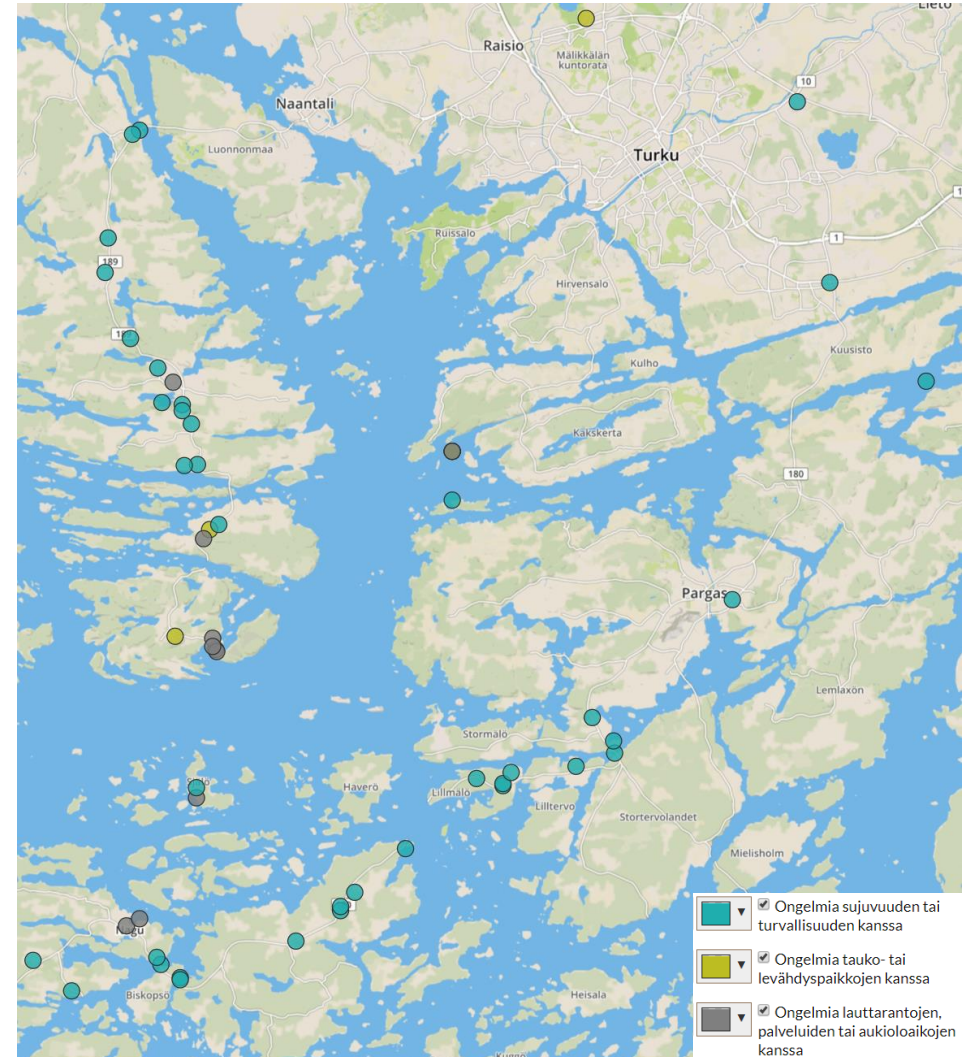 Lieto
Raisio
Mälikkälän
kuntorata
10
Naantali
Luonnonmaa
Turku
1
Ruissalo
1
189
Hirvensalo
Kuusisto
Kulho
Kakskerta
180
Pargas
Lemlaxön
Stormälö
Haverö
Lillmälö
Lilltervo
Stortervolandet
Mielisholm
Biskopsö
Heisala
Ongelmia sujuvuuden tai
turvallisuuden kanssa
Ongelmia tauko- tai
levähdyspaikkojen kanssa
Ongelmia lauttarantojen,
palveluiden tai aukioloaikojen
kanssa